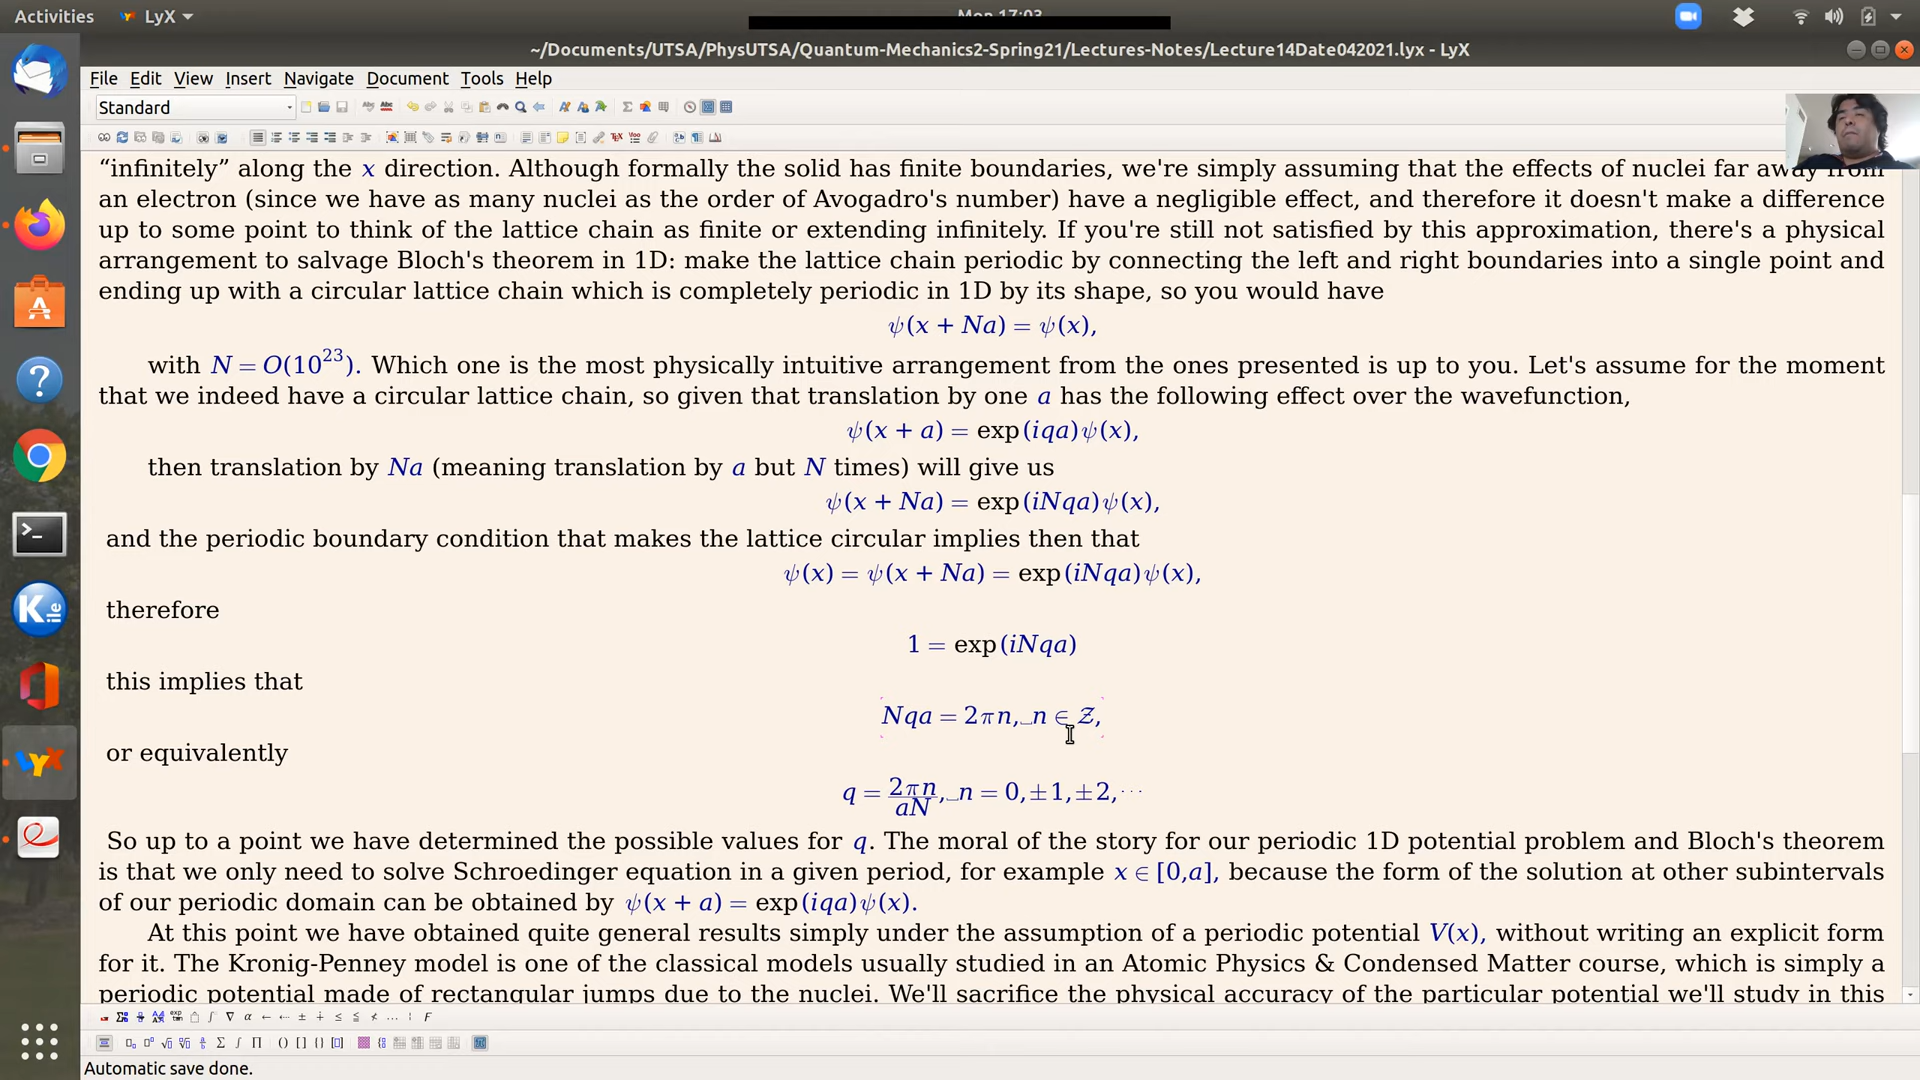 Activities LyX
~/Documents/UTSA/PhysUTSA/Quantum-Mechanics2-Spring21/Lectures-Notes/Lecture14Date042021.lyx - LyX
File Edit View Insert Navigate Document Tools Help
Standard
“infinitely” along the x direction. Although formally the solid has finite boundaries, we're simply assuming that the effects of nuclei far away from
an electron (since we have as many nuclei as the order of Avogadro's number) have a negligible effect, and therefore it doesn't make a difference
up to some point to think of the lattice chain as finite or extending infinitely. If you're still not satisfied by this approximation, there's a physical
arrangement to salvage Bloch's theorem in 1D: make the lattice chain periodic by connecting the left and right boundaries into a single point and
ending up with a circular lattice chain which is completely periodic in 1D by its shape, so you would have
ψ(x + Na) = ψ(x),
with N = O(10²³). Which one is the most physically intuitive arrangement from the ones presented is up to you. Let's assume for the moment
that we indeed have a circular lattice chain, so given that translation by one a has the following effect over the wavefunction,
ψ(x + a) = exp(iqa)ψ(x),
then translation by Na (meaning translation by a but N times) will give us
ψ(x + Na) = exp(iNqa)ψ(x),
and the periodic boundary condition that makes the lattice circular implies then that
ψ(x) = ψ(x + Na) = exp(iNqa)ψ(x),
therefore
1 = exp(iNqa)
this implies that
Nqa = 2πn, n ∈ Z,
or equivalently
q = 2πn/aN, n = 0, ±1, ±2, ···
So up to a point we have determined the possible values for q. The moral of the story for our periodic 1D potential problem and Bloch's theorem
is that we only need to solve Schroedinger equation in a given period, for example x ∈ [0,a], because the form of the solution at other subintervals
of our periodic domain can be obtained by ψ(x + a) = exp(iqa)ψ(x).
At this point we have obtained quite general results simply under the assumption of a periodic potential V(x), without writing an explicit form
for it. The Kronig-Penney model is one of the classical models usually studied in an Atomic Physics & Condensed Matter course, which is simply a
periodic potential made of rectangular jumps due to the nuclei. We'll sacrifice the physical accuracy of the particular potential we'll study in this
Automatic save done.